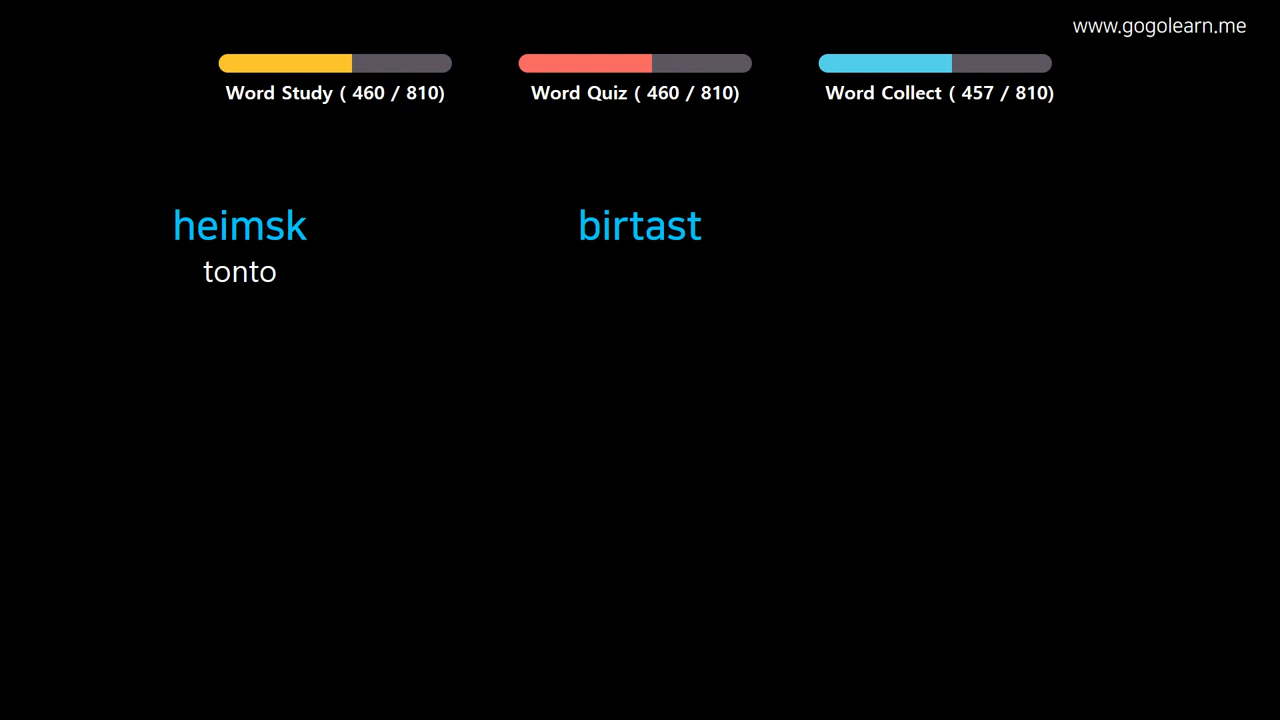 www.gogolearn.me
Word Study ( 460 / 810)
Word Quiz ( 460 / 810)
Word Collect ( 457 / 810)
heimsk
tonto
birtast